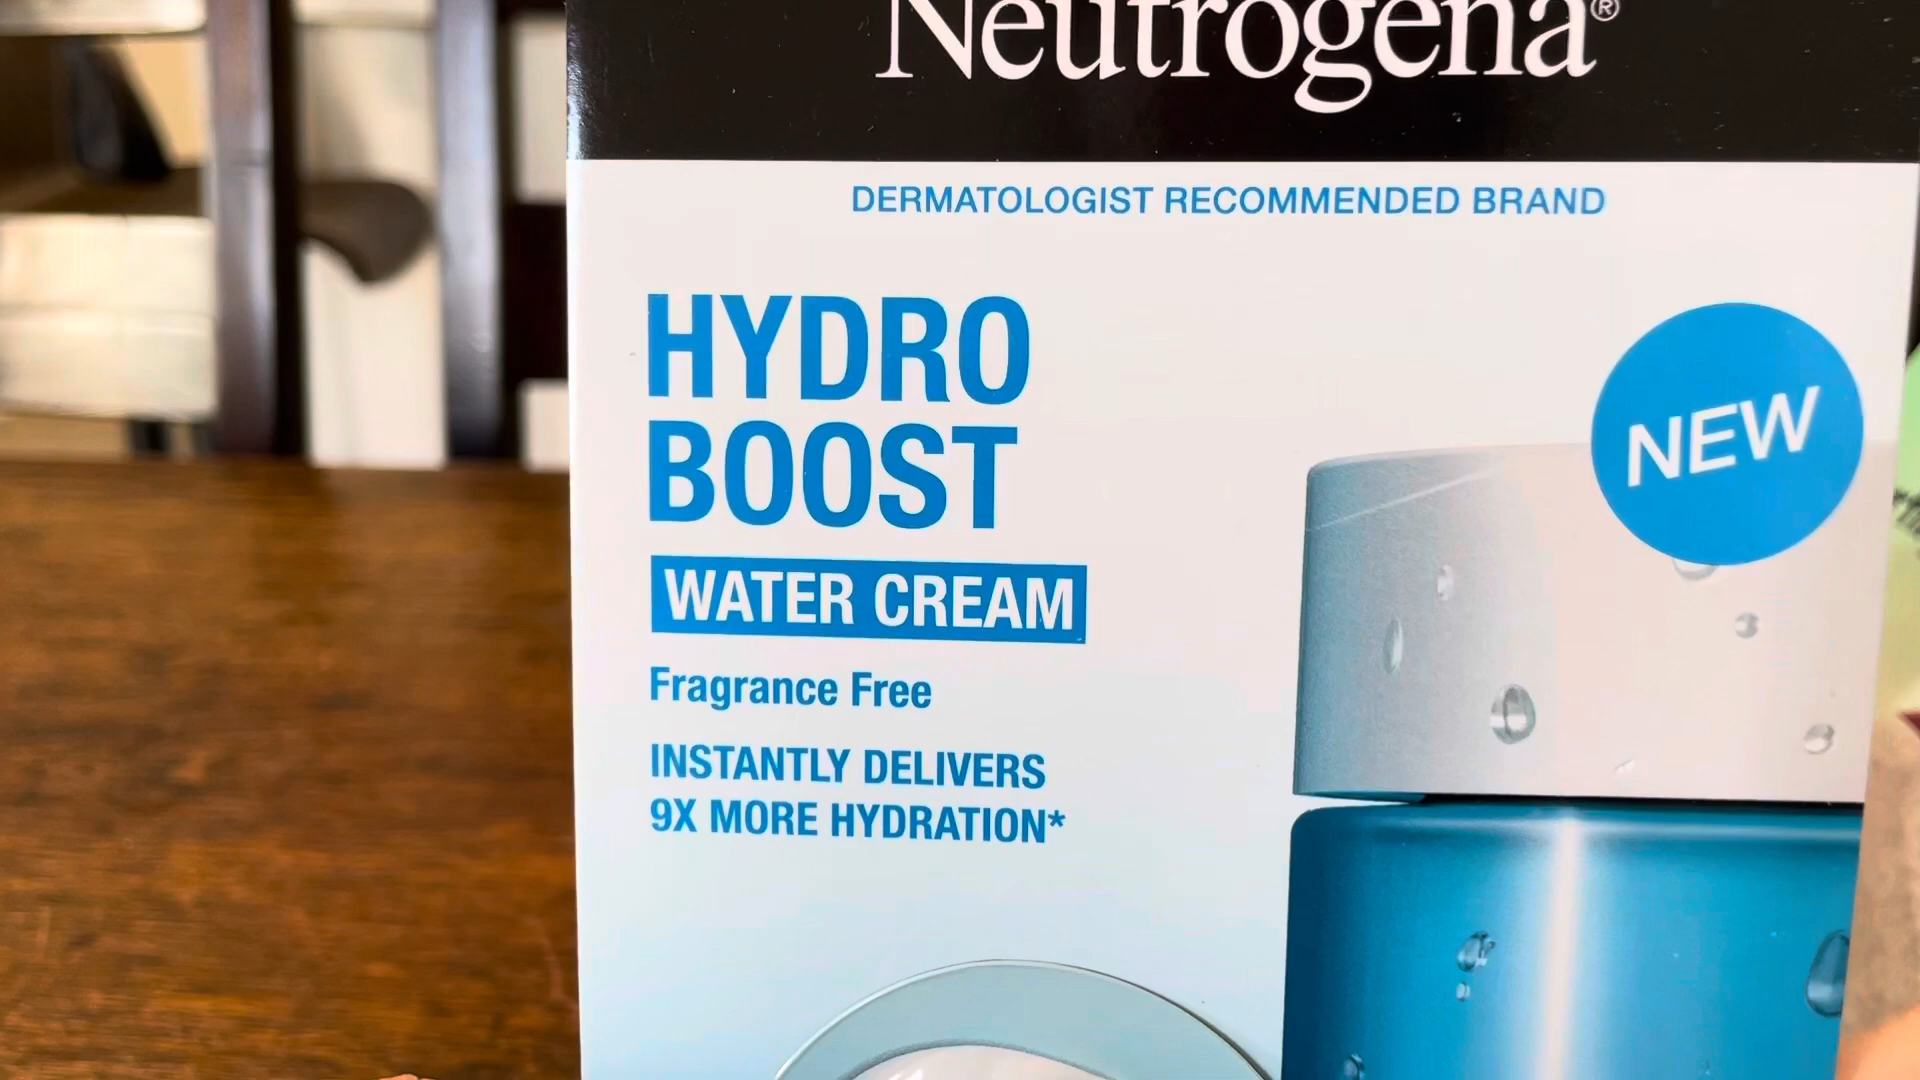 Neutrogena®
DERMATOLOGIST RECOMMENDED BRAND
HYDRO
BOOST
NEW
WATER CREAM
Fragrance Free
INSTANTLY DELIVERS
9X MORE HYDRATION*